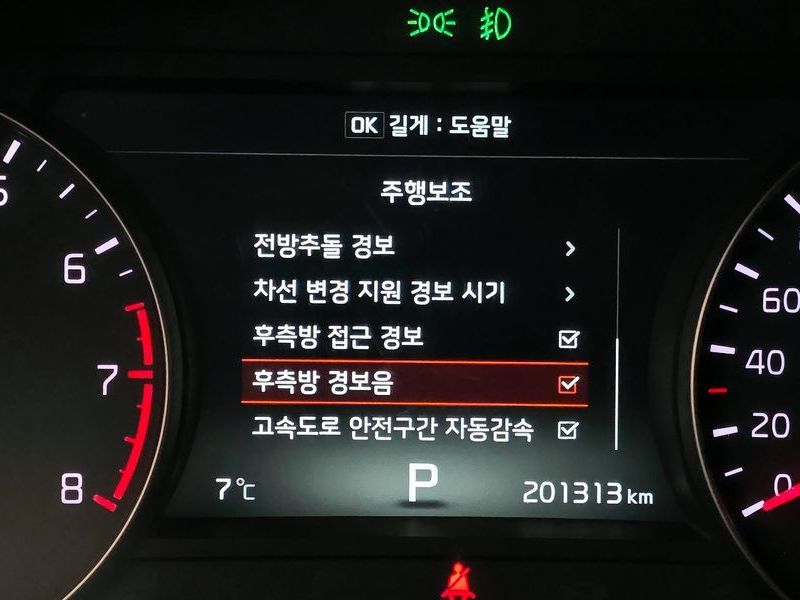 OK 길게 : 도움말
주행보조
전방추돌 경보
차선 변경 지원 경보 시기
후측방 접근 경보
후측방 경보음
고속도로 안전구간 자동감속
7℃
P
201313 km
6
7
8
60
40
20
0